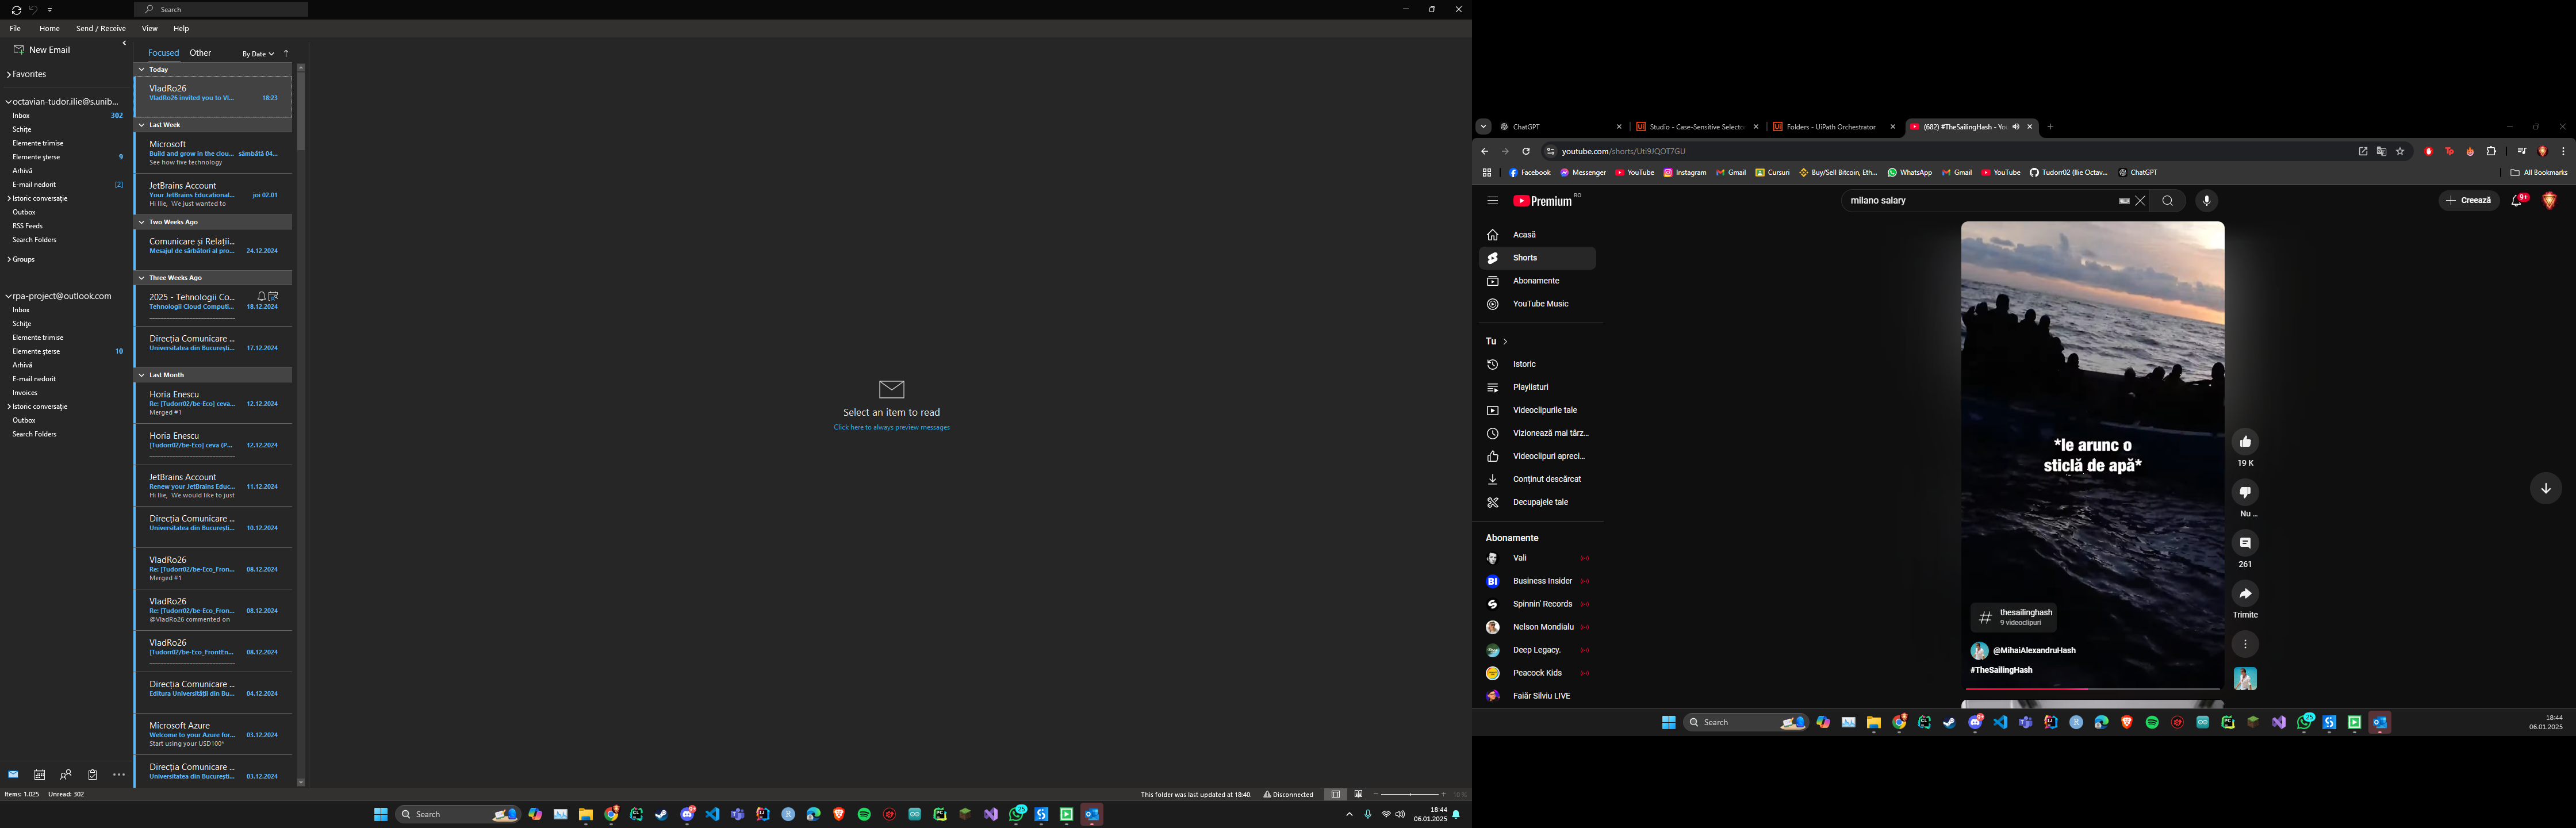 Search
File Home Send / Receive View Help
New Email
Favorites
octavian-tudor.ilie@s.unib...
Inbox 302
Schițe
Elemente trimise
Elemente șterse 9
Arhivă
E-mail nedorit [2]
Istoric conversație
Outbox
RSS Feeds
Search Folders
Groups
rpa-project@outlook.com
Inbox
Schițe
Elemente trimise
Elemente șterse 10
Arhivă
E-mail nedorit
Invoices
Istoric conversație
Outbox
Search Folders
Items: 1.025 Unread: 302
Focused Other By Date
Today
VladRo26
VladRo26 invited you to Vl... 18:23
Last Week
Microsoft
Build and grow in the clou... sâmbătă 04...
See how five technology
JetBrains Account
Your JetBrains Educational... joi 02.01
Hi Ilie, We just wanted to
Two Weeks Ago
Comunicare și Relații...
Mesajul de sărbători al pro... 24.12.2024
Three Weeks Ago
2025 - Tehnologii Co...
Tehnologii Cloud Computi... 18.12.2024
Direcția Comunicare ...
Universitatea din București... 17.12.2024
Last Month
Horia Enescu
Re: [Tudorr02/be-Eco] ceva... 12.12.2024
Merged #1
Horia Enescu
[Tudorr02/be-Eco] ceva (P... 12.12.2024
JetBrains Account
Renew your JetBrains Educ... 11.12.2024
Hi Ilie, We would like to just
Direcția Comunicare ...
Universitatea din București... 10.12.2024
VladRo26
Re: [Tudorr02/be-Eco_Fron... 08.12.2024
Merged #1
VladRo26
Re: [Tudorr02/be-Eco_Fron... 08.12.2024
@VladRo26 commented on
VladRo26
[Tudorr02/be-Eco_FrontEn... 08.12.2024
Direcția Comunicare ...
Editura Universității din Bu... 04.12.2024
Microsoft Azure
Welcome to your Azure for... 03.12.2024
Start using your USD100*
Direcția Comunicare ...
Universitatea din București... 03.12.2024
Select an item to read
Click here to always preview messages
This folder was last updated at 18:40. Disconnected 10 %
Search
25
18:44
06.01.2025
ChatGPT
Studio - Case-Sensitive Selecto
Folders - UiPath Orchestrator
(682) #TheSailingHash - Yo
youtube.com/shorts/Uti9JQOT7GU
Facebook Messenger YouTube Instagram Gmail Cursuri Buy/Sell Bitcoin, Eth... WhatsApp Gmail YouTube Tudorr02 (Ilie Octav... ChatGPT All Bookmarks
Premium RO
milano salary
Creează
9+
Acasă
Shorts
Abonamente
YouTube Music
Tu
Istoric
Playlisturi
Videoclipurile tale
Vizionează mai târz...
Videoclipuri apreci...
Conținut descărcat
Decupajele tale
Abonamente
Vali
Business Insider
Spinnin' Records
Nelson Mondialu
Deep Legacy.
Peacock Kids
Faiăr Silviu LIVE
*le arunc o
sticlă de apă*
thesailinghash
9 videoclipuri
@MihaiAlexandruHash
#TheSailingHash
19 K
Nu ...
261
Trimite
Search
25
18:44
06.01.2025